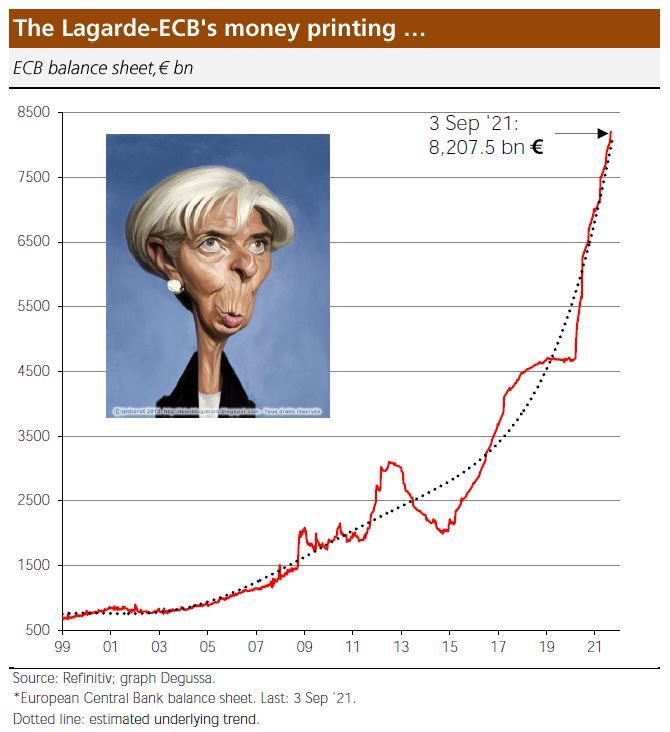 The Lagarde-ECB's money printing ...
ECB balance sheet,€ bn
8500
7500
6500
5500
4500
3500
2500
1500
500
3 Sep '21:
8,207.5 bn €
99 01 03 05 07 09 11 13 15 17 19 21
Source: Refinitiv; graph Degussa.
*European Central Bank balance sheet. Last: 3 Sep '21.
Dotted line: estimated underlying trend.